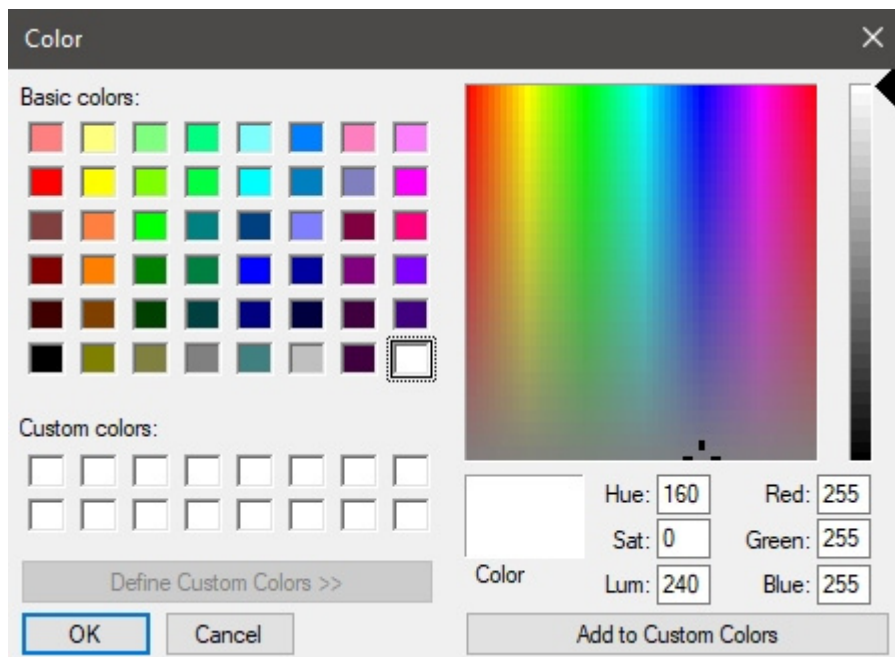 Color
Basic colors:
Custom colors:
Define Custom Colors >>
OK Cancel
Color
Hue: 160 Red: 255
Sat: 0 Green: 255
Lum: 240 Blue: 255
Add to Custom Colors